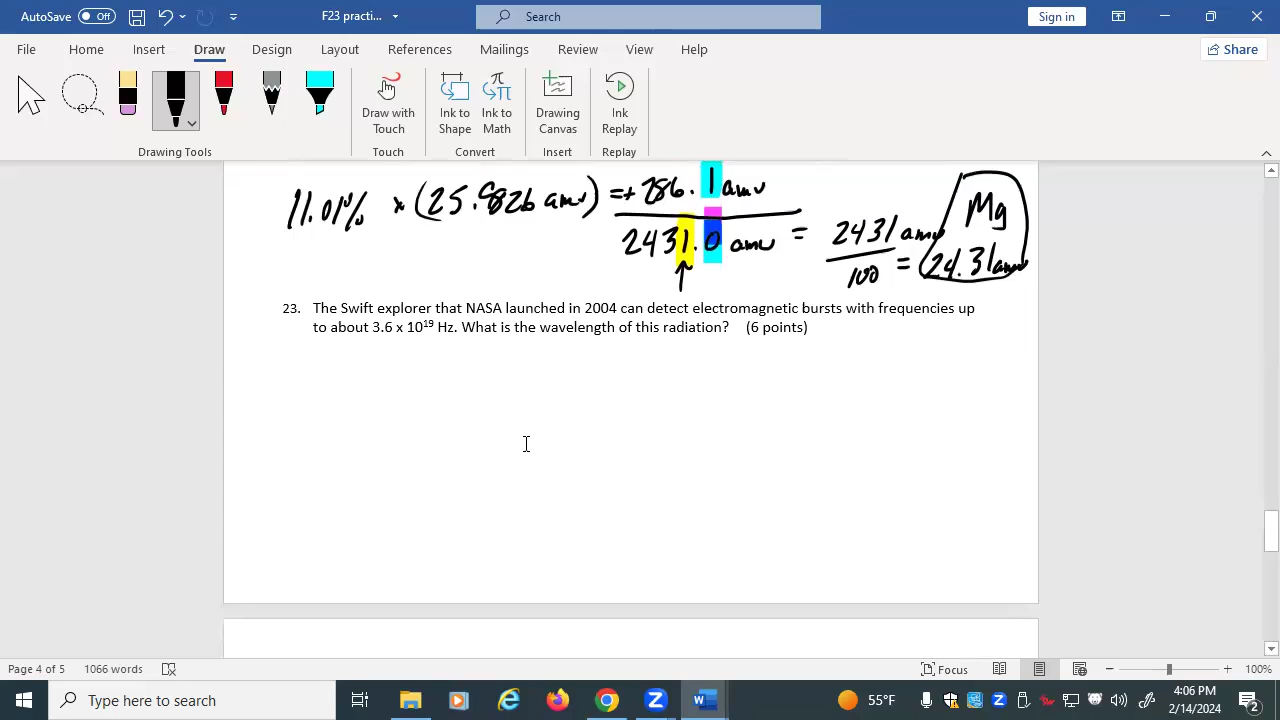 AutoSave Off F23 practi... Search Sign in
File Home Insert Draw Design Layout References Mailings Review View Help Share
Draw with Touch Ink to Shape Ink to Math Drawing Canvas Ink Replay
Drawing Tools Touch Convert Insert Replay
11.01% x (25.9826 amu) = + 286.1 amu
2431.0 amu = 2431 amu / 100 = 24.31 amu Mg
23. The Swift explorer that NASA launched in 2004 can detect electromagnetic bursts with frequencies up
to about 3.6 x 10¹⁹ Hz. What is the wavelength of this radiation? (6 points)
Page 4 of 5 1066 words Focus 100%
Type here to search 55°F 4:06 PM
2/14/2024 2